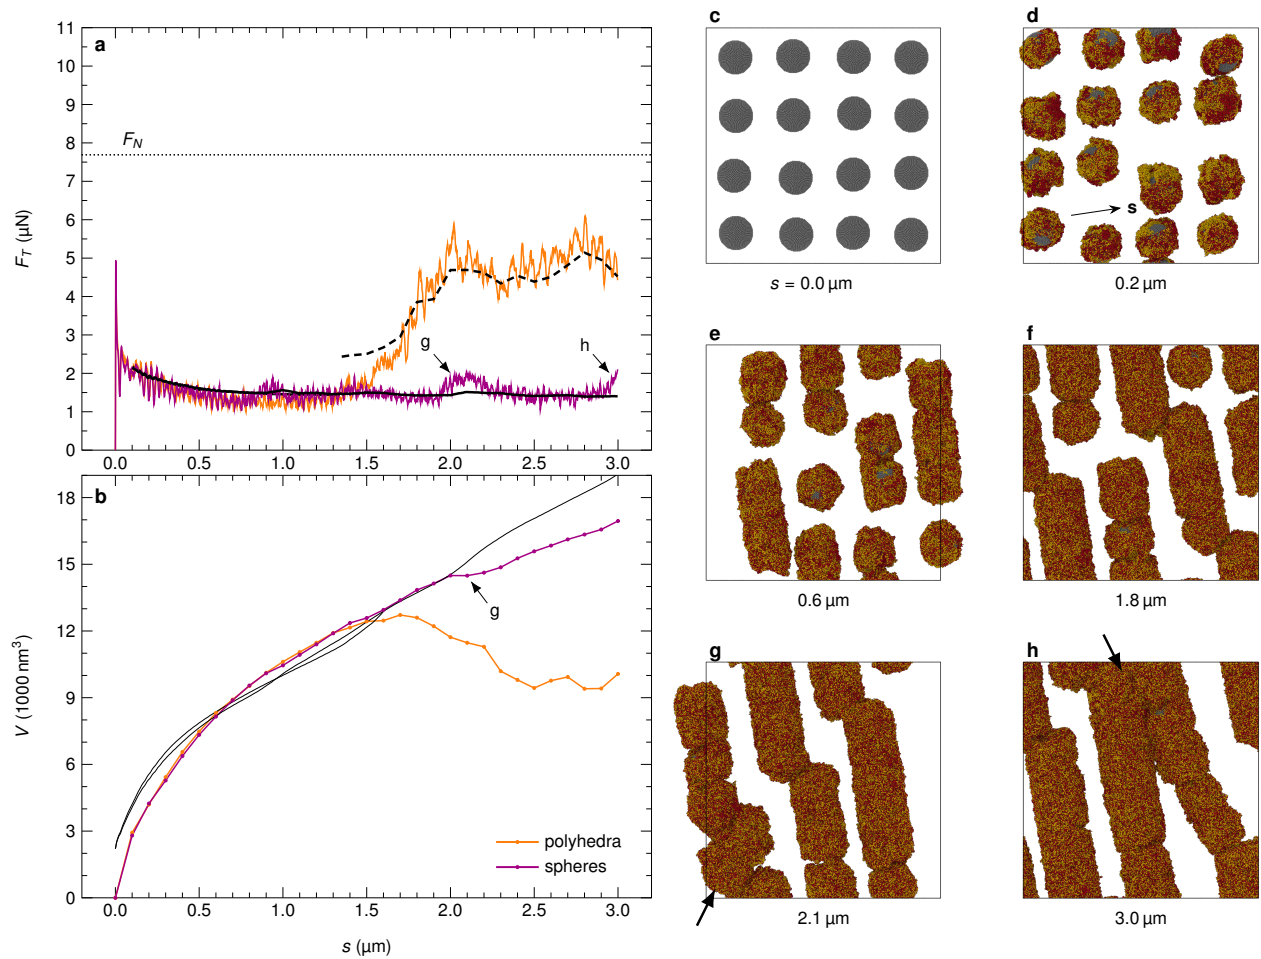 a
11
10
9
8
7
6
5
4
3
2
1
0
F_T (µN)
F_N
g
h
0.0 0.5 1.0 1.5 2.0 2.5 3.0
b
18
15
12
9
6
3
0
V (1000 nm³)
g
polyhedra
spheres
0.0 0.5 1.0 1.5 2.0 2.5 3.0
s (µm)
c
s = 0.0 µm
d
s
0.2 µm
e
0.6 µm
f
1.8 µm
g
2.1 µm
h
3.0 µm